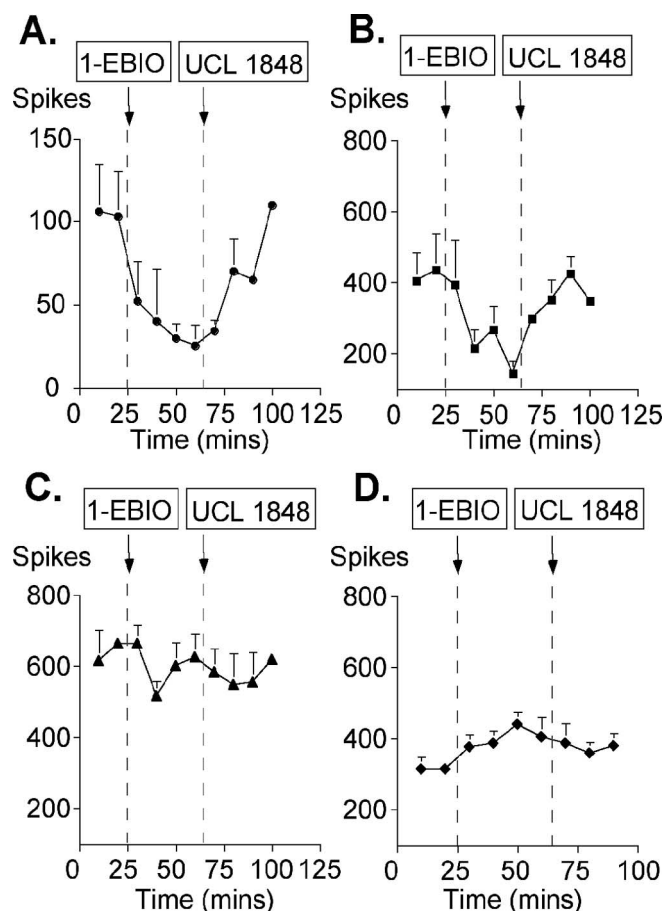 A.
1-EBIO UCL 1848
Spikes
150
100
50
0
0 25 50 75 100 125
Time (mins)
B.
1-EBIO UCL 1848
Spikes
800
600
400
200
0 25 50 75 100 125
Time (mins)
C.
1-EBIO UCL 1848
Spikes
800
600
400
200
0 25 50 75 100 125
Time (mins)
D.
1-EBIO UCL 1848
Spikes
800
600
400
200
0 25 50 75 100
Time (mins)